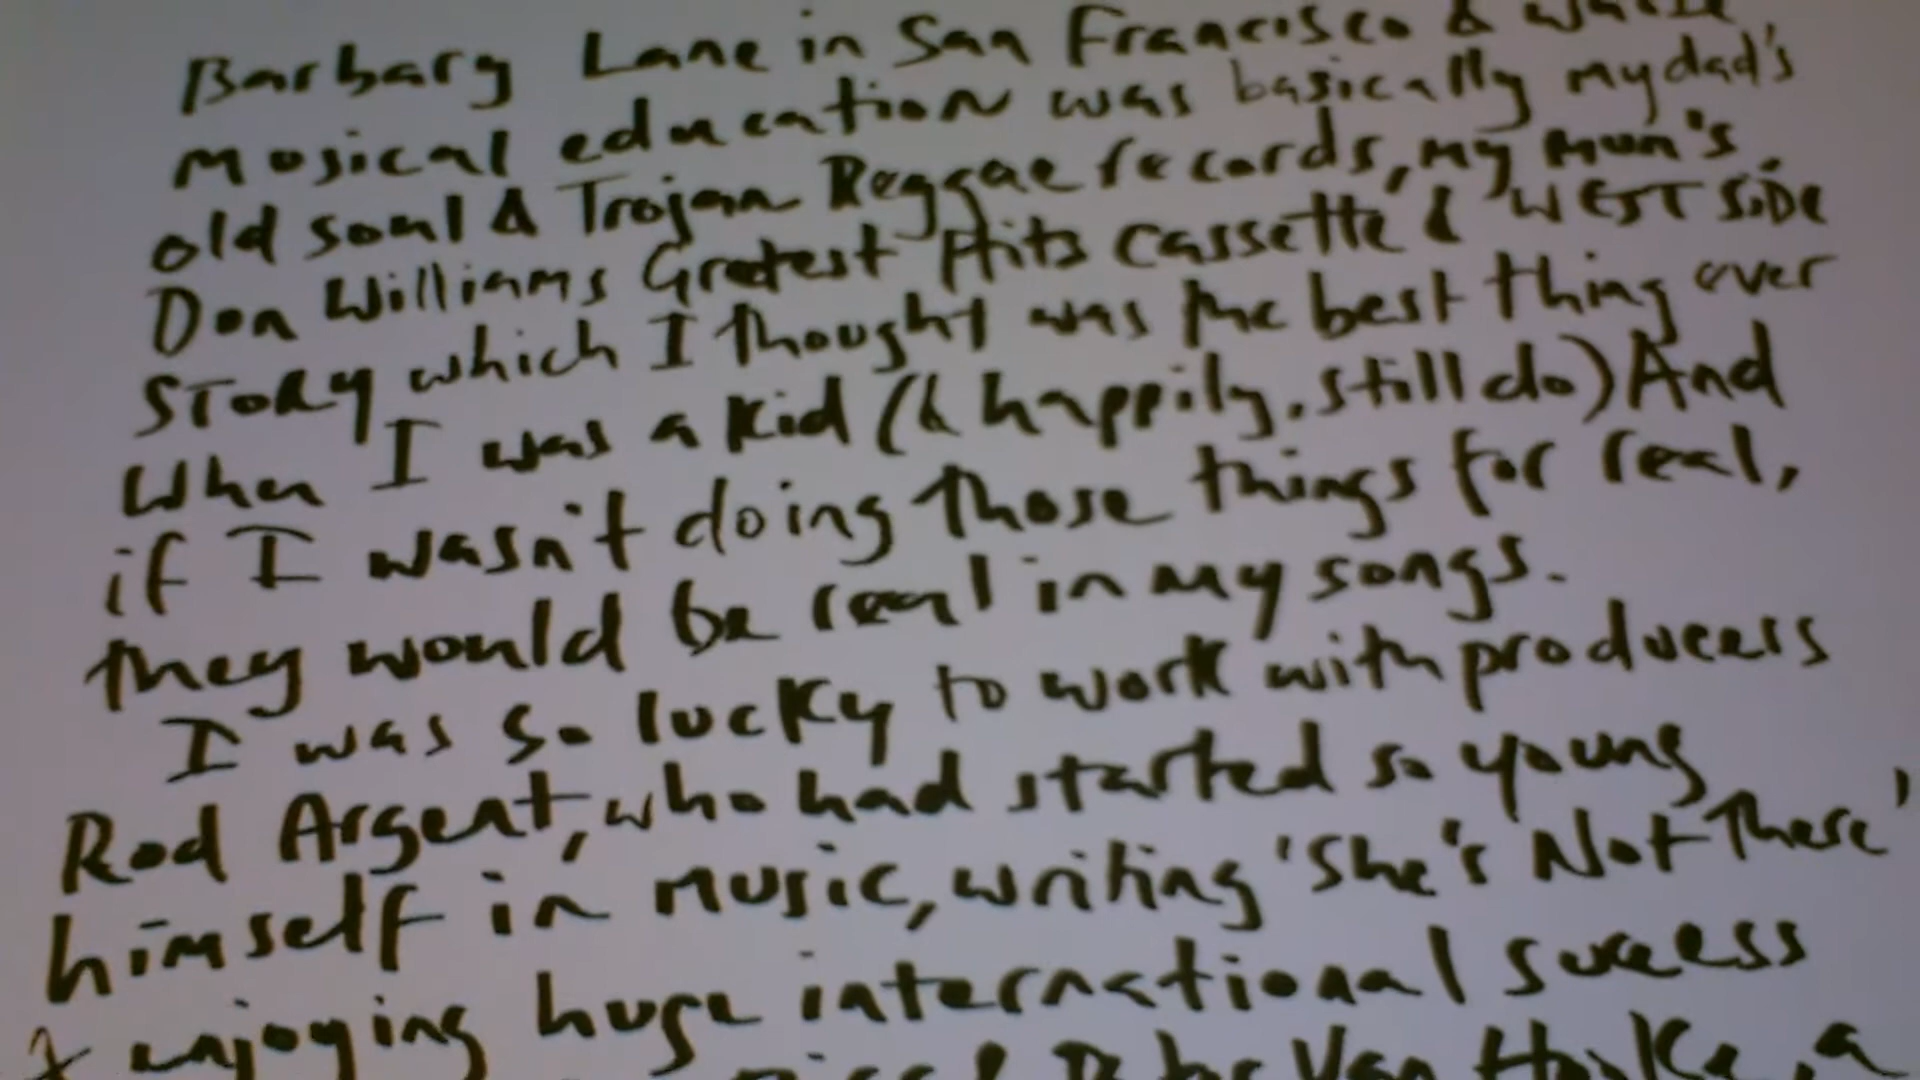 Barbary Lane in San Francisco &
Mosical education was basically my dad's
old soul & Trojan Reggae records, my mum's
Don Williams Gretest Hits cassette & WEST SiDE
STORY which I thought was the best thing ever
When I was a kid (& happily, still do) And
if I wasn't doing those things for real,
they would be real in my songs.
I was so lucky to work with producers
Rod Argent, who had started so young
himself in music, writing 'She's Not There'
& enjoying huge international success
Van Hooke, a